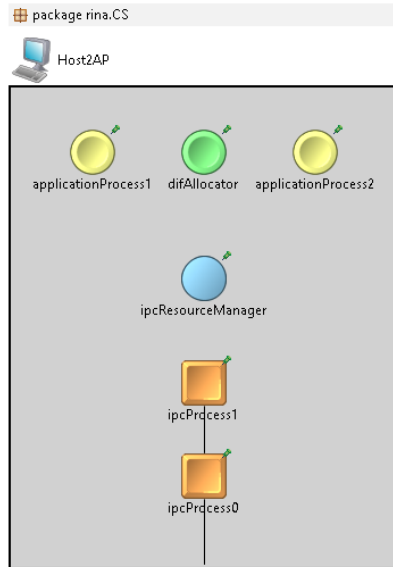 package rina.CS
Host2AP
applicationProcess1 difAllocator applicationProcess2
ipcResourceManager
ipcProcess1
ipcProcess0